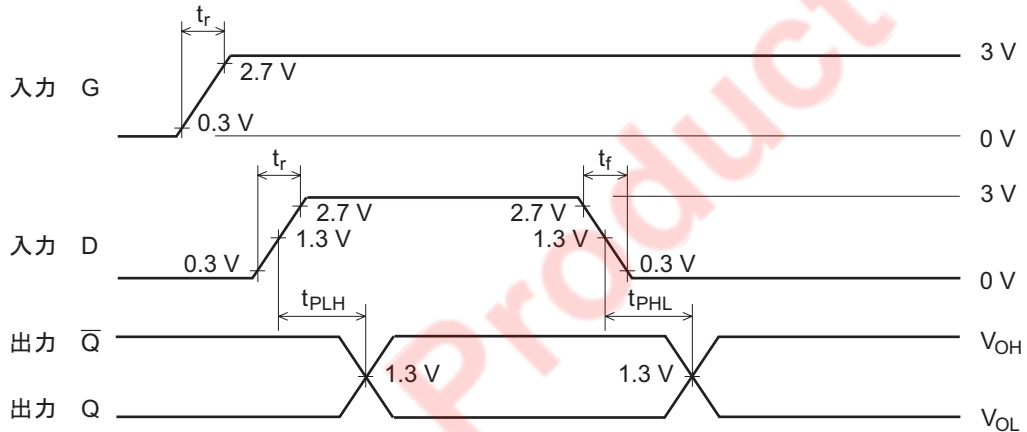 tr
入力 G
2.7 V
0.3 V
3 V
0 V
tr
tf
入力 D
2.7 V
1.3 V
0.3 V
2.7 V
1.3 V
0.3 V
3 V
0 V
tPLH
tPHL
出力 Q̅
1.3 V
1.3 V
VOH
出力 Q
VOL
Product